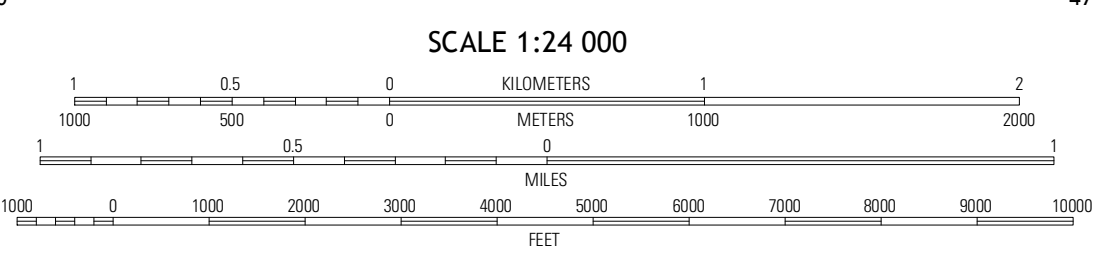 SCALE 1:24 000
1 0.5 0 KILOMETERS 1 2
1000 500 0 METERS 1000 2000
1 0.5 0 1
MILES
1000 0 1000 2000 3000 4000 5000 6000 7000 8000 9000 10000
FEET